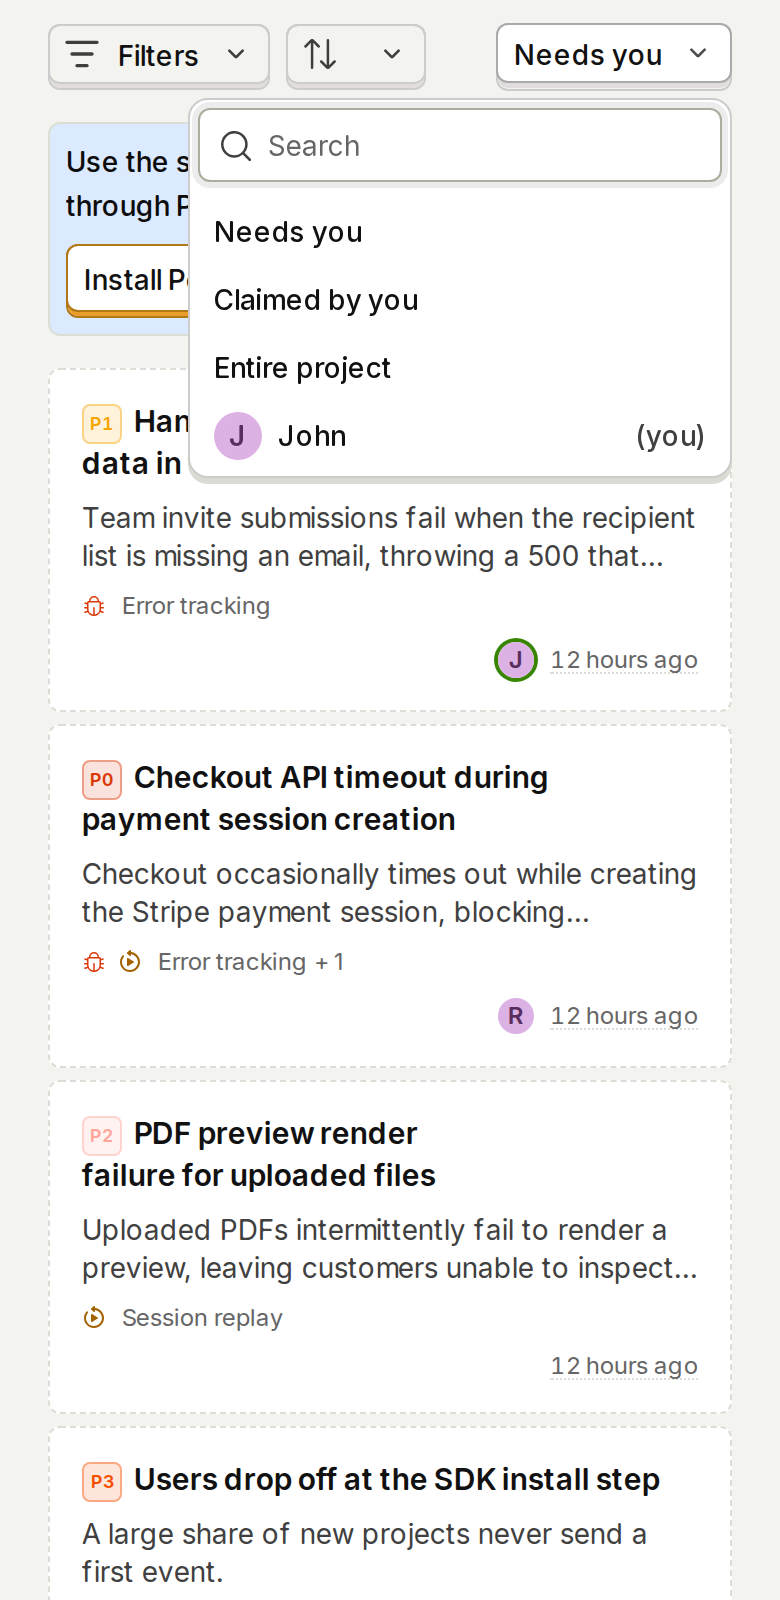 Filters
Needs you
Search
Needs you
Claimed by you
Entire project
J John (you)
Use the s
through P
Install P
P1 Han
data in
Team invite submissions fail when the recipient
list is missing an email, throwing a 500 that...
Error tracking
J 12 hours ago
P0 Checkout API timeout during
payment session creation
Checkout occasionally times out while creating
the Stripe payment session, blocking...
Error tracking + 1
R 12 hours ago
P2 PDF preview render
failure for uploaded files
Uploaded PDFs intermittently fail to render a
preview, leaving customers unable to inspect...
Session replay
12 hours ago
P3 Users drop off at the SDK install step
A large share of new projects never send a
first event.